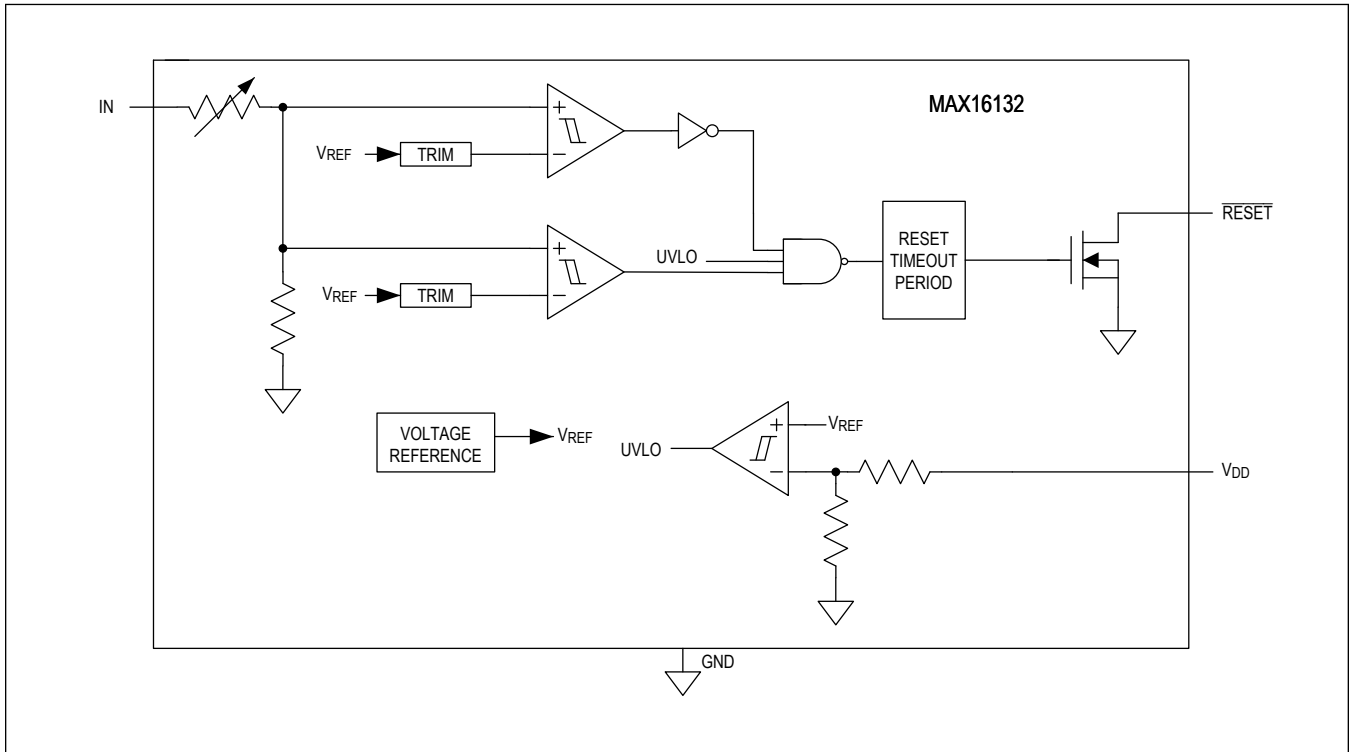 MAX16132
IN
+
VREF
TRIM
−
RESET
RESET
TIMEOUT
PERIOD
+
UVLO
VREF
TRIM
−
VOLTAGE
REFERENCE
VREF
UVLO
+
VREF
−
VDD
GND